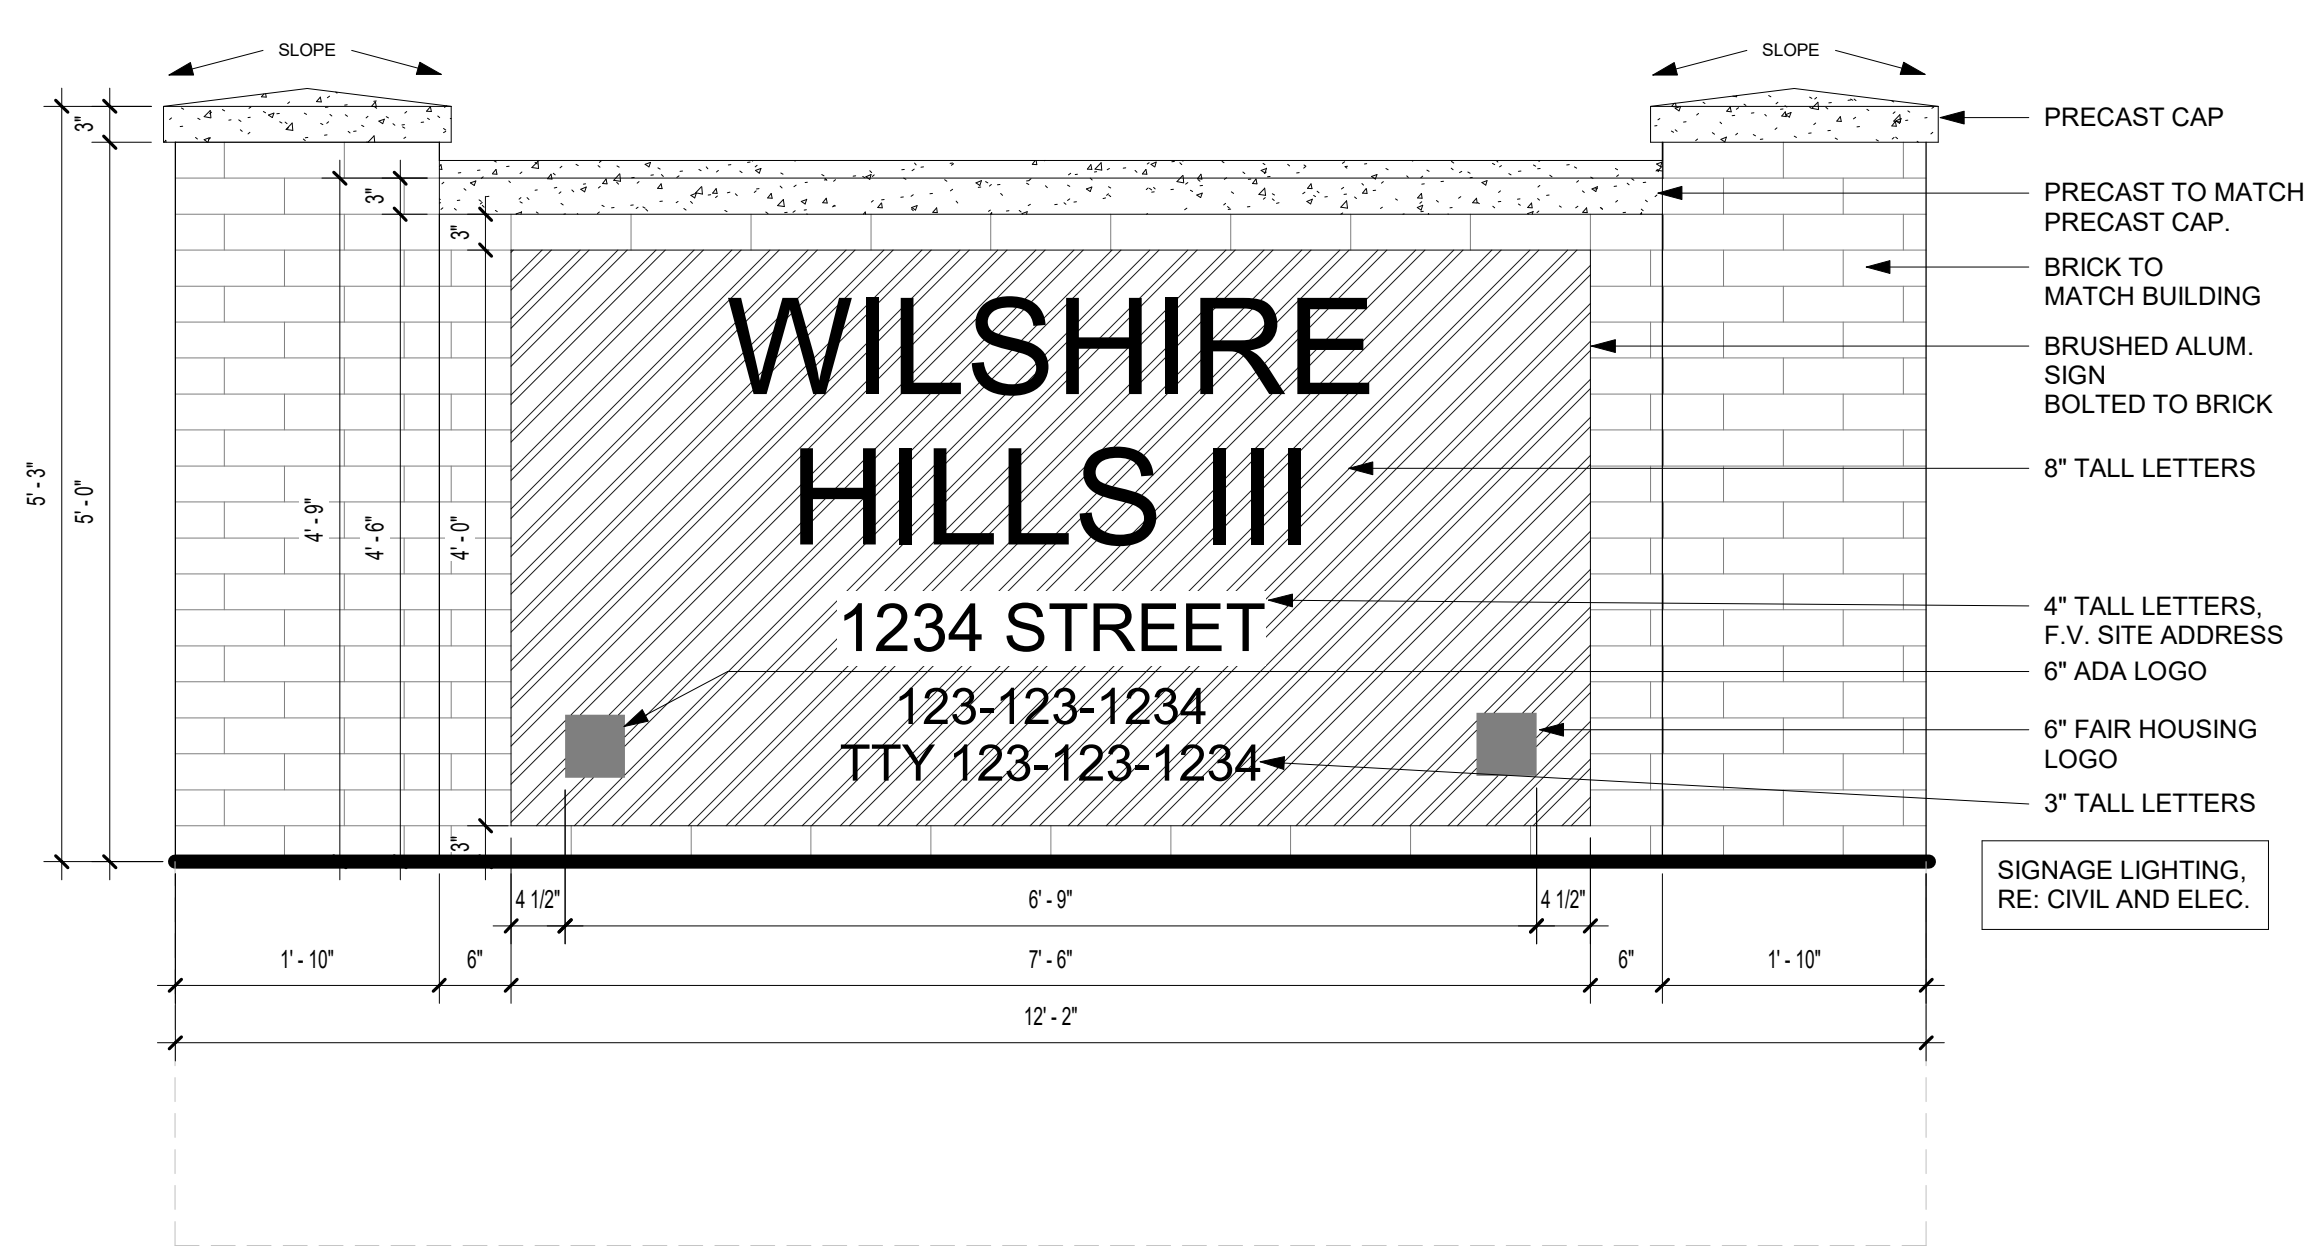 SLOPE
SLOPE
3"
PRECAST CAP
3"
PRECAST TO MATCH
PRECAST CAP.
3"
BRICK TO
MATCH BUILDING
WILSHIRE
BRUSHED ALUM.
SIGN
BOLTED TO BRICK
HILLS III
8" TALL LETTERS
5' - 3"
5' - 0"
4' - 9"
4' - 6"
4' - 0"
1234 STREET
4" TALL LETTERS,
F.V. SITE ADDRESS
6" ADA LOGO
123-123-1234
6" FAIR HOUSING
LOGO
TTY 123-123-1234
3" TALL LETTERS
3"
SIGNAGE LIGHTING,
RE: CIVIL AND ELEC.
4 1/2"
6' - 9"
4 1/2"
1' - 10"
6"
7' - 6"
6"
1' - 10"
12' - 2"